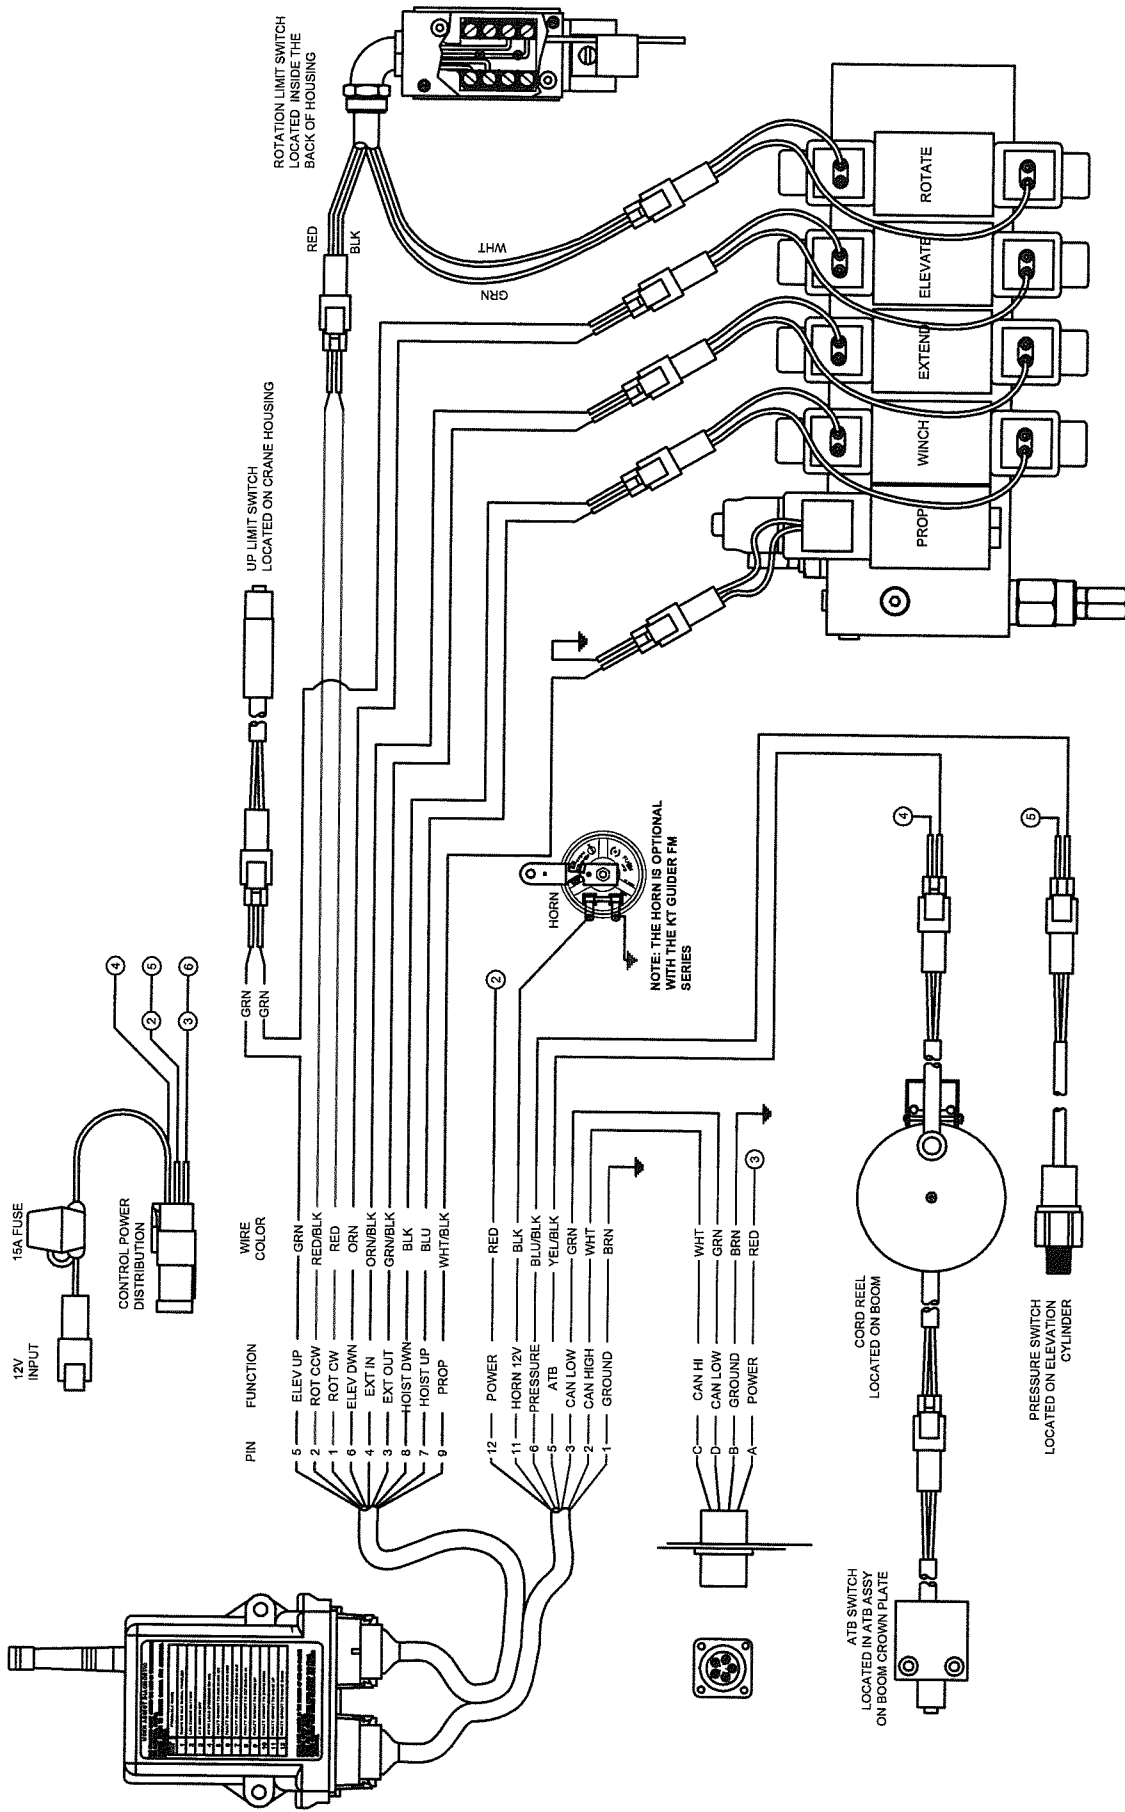 12V
INPUT
15A FUSE
CONTROL POWER
DISTRIBUTION
4
5
2
3
6
UP LIMIT SWITCH
LOCATED ON CRANE HOUSING
ROTATION LIMIT SWITCH
LOCATED INSIDE THE
BACK OF HOUSING
RED
BLK
WHT
GRN
GRN
GRN
PIN
FUNCTION
WIRE
COLOR
5 ELEV UP GRN
2 ROT CCW RED/BLK
1 ROT CW RED
6 ELEV DWN ORN
4 EXT IN ORN/BLK
3 EXT OUT GRN/BLK
8 HOIST DWN BLK
7 HOIST UP BLU
9 PROP WHT/BLK
12 POWER RED
2
11 HORN 12V BLK
6 PRESSURE BLU/BLK
5 ATB YEL/BLK
3 CAN LOW GRN
2 CAN HIGH WHT
1 GROUND BRN
C CAN HI WHT
D CAN LOW GRN
B GROUND BRN
A POWER RED
3
HORN
NOTE: THE HORN IS OPTIONAL
WITH THE KT GUIDER FM
SERIES
PROP
WINCH
EXTEND
ELEVATE
ROTATE
4
5
ATB SWITCH
LOCATED IN ATB ASSY
ON BOOM CROWN PLATE
CORD REEL
LOCATED ON BOOM
PRESSURE SWITCH
LOCATED ON ELEVATION
CYLINDER